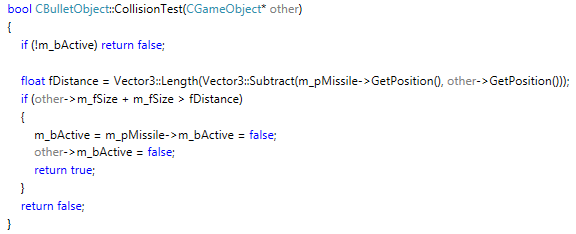 bool CBulletObject::CollisionTest(CGameObject* other)
{
if (!m_bActive) return false;
float fDistance = Vector3::Length(Vector3::Subtract(m_pMissile->GetPosition(), other->GetPosition()));
if (other->m_fSize + m_fSize > fDistance)
{
m_bActive = m_pMissile->m_bActive = false;
other->m_bActive = false;
return true;
}
return false;
}